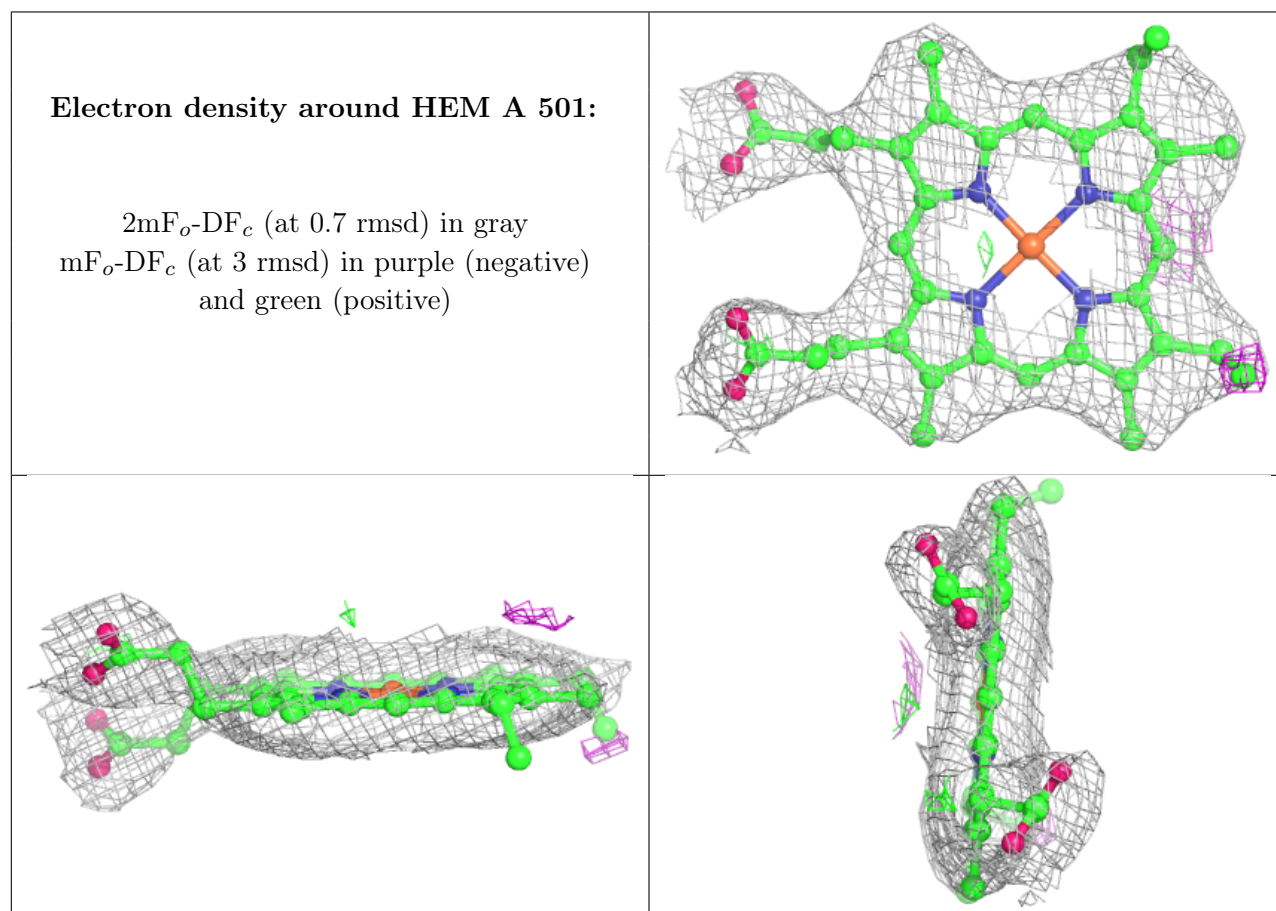 Electron density around HEM A 501:
2mFo-DFc (at 0.7 rmsd) in gray
mFo-DFc (at 3 rmsd) in purple (negative)
and green (positive)